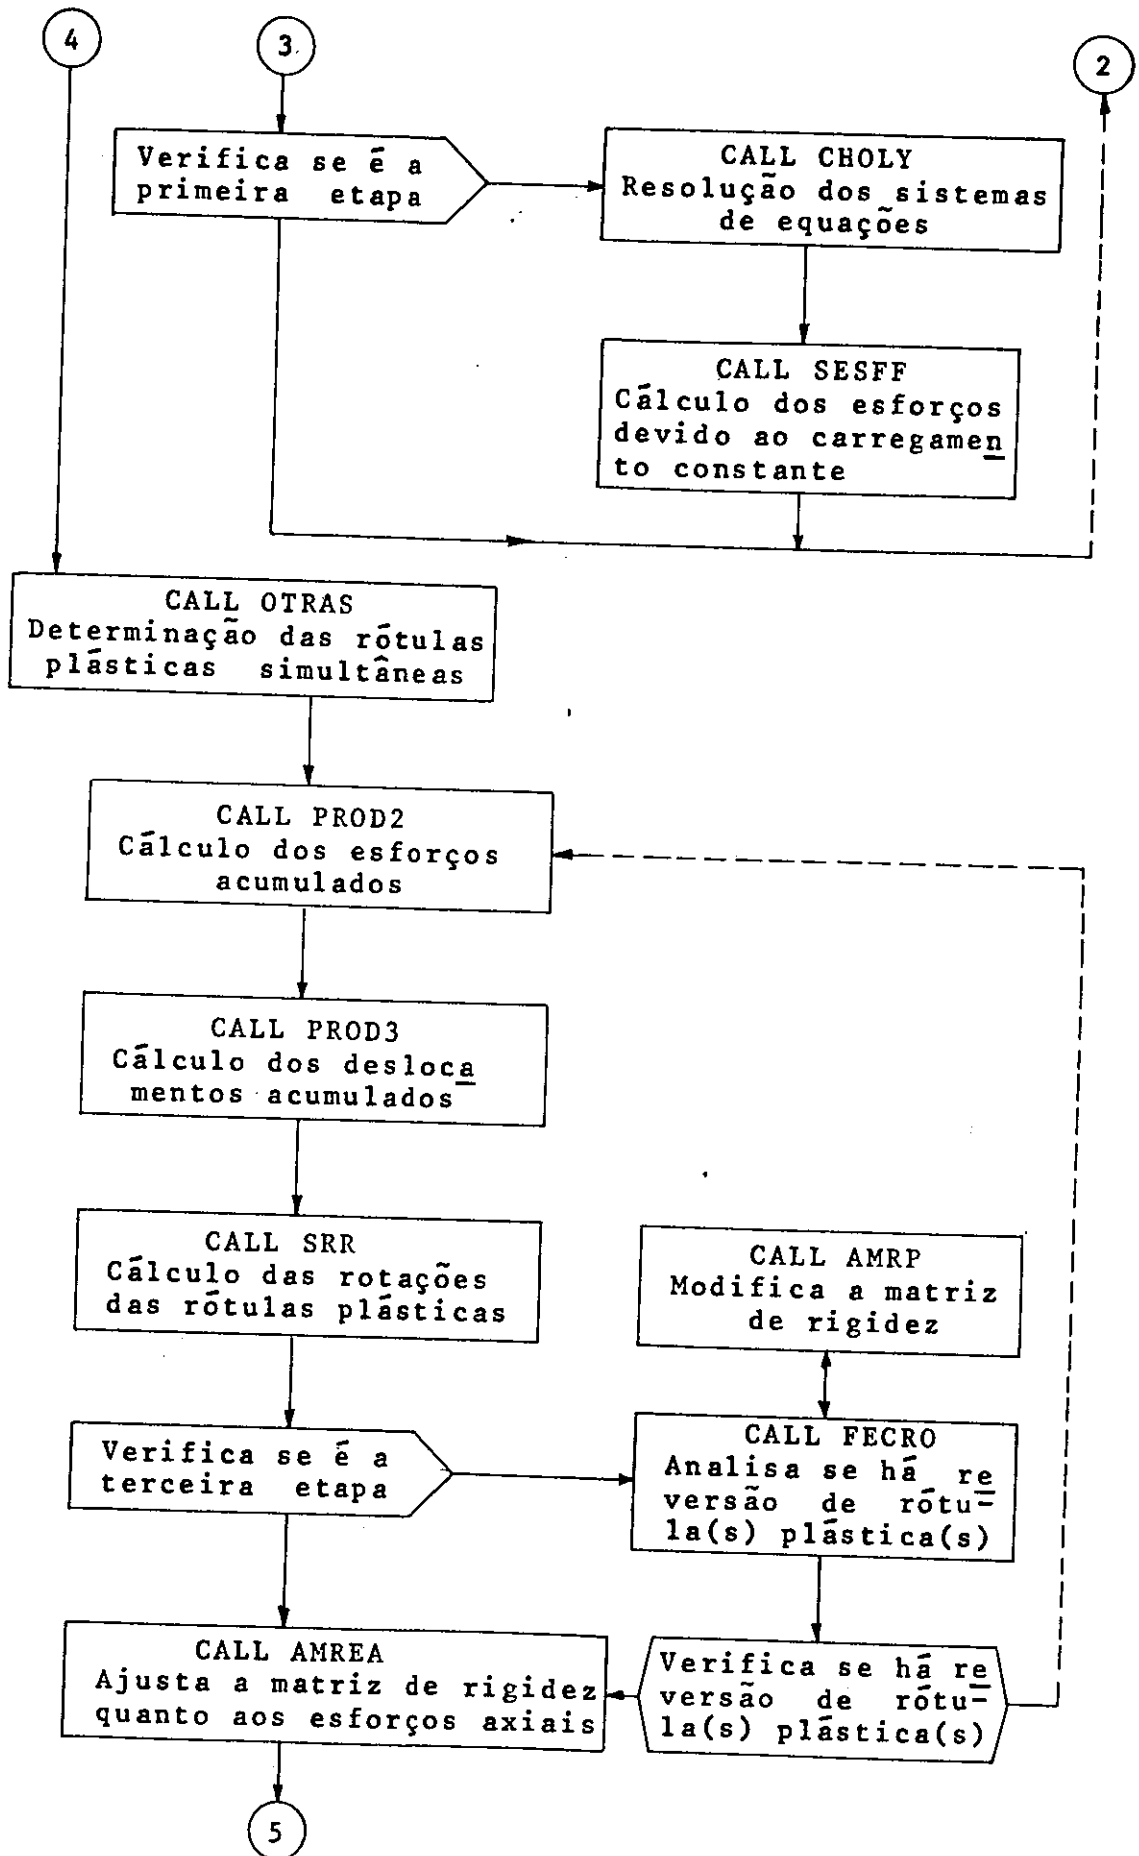 4
3
2
Verifica se é a
primeira etapa
CALL CHOLY
Resolução dos sistemas
de equações
CALL SESFF
Cálculo dos esforços
devido ao carregamen
to constante
CALL OTRAS
Determinação das rótulas
plásticas simultâneas
CALL PROD2
Cálculo dos esforços
acumulados
CALL PROD3
Cálculo dos desloca
mentos acumulados
CALL SRR
Cálculo das rotações
das rótulas plásticas
CALL AMRP
Modifica a matriz
de rigidez
Verifica se é a
terceira etapa
CALL FECRO
Analisa se há re
versão de rótu-
la(s) plástica(s)
CALL AMREA
Ajusta a matriz de rigidez
quanto aos esforços axiais
Verifica se há re
versão de rótu-
la(s) plástica(s)
5